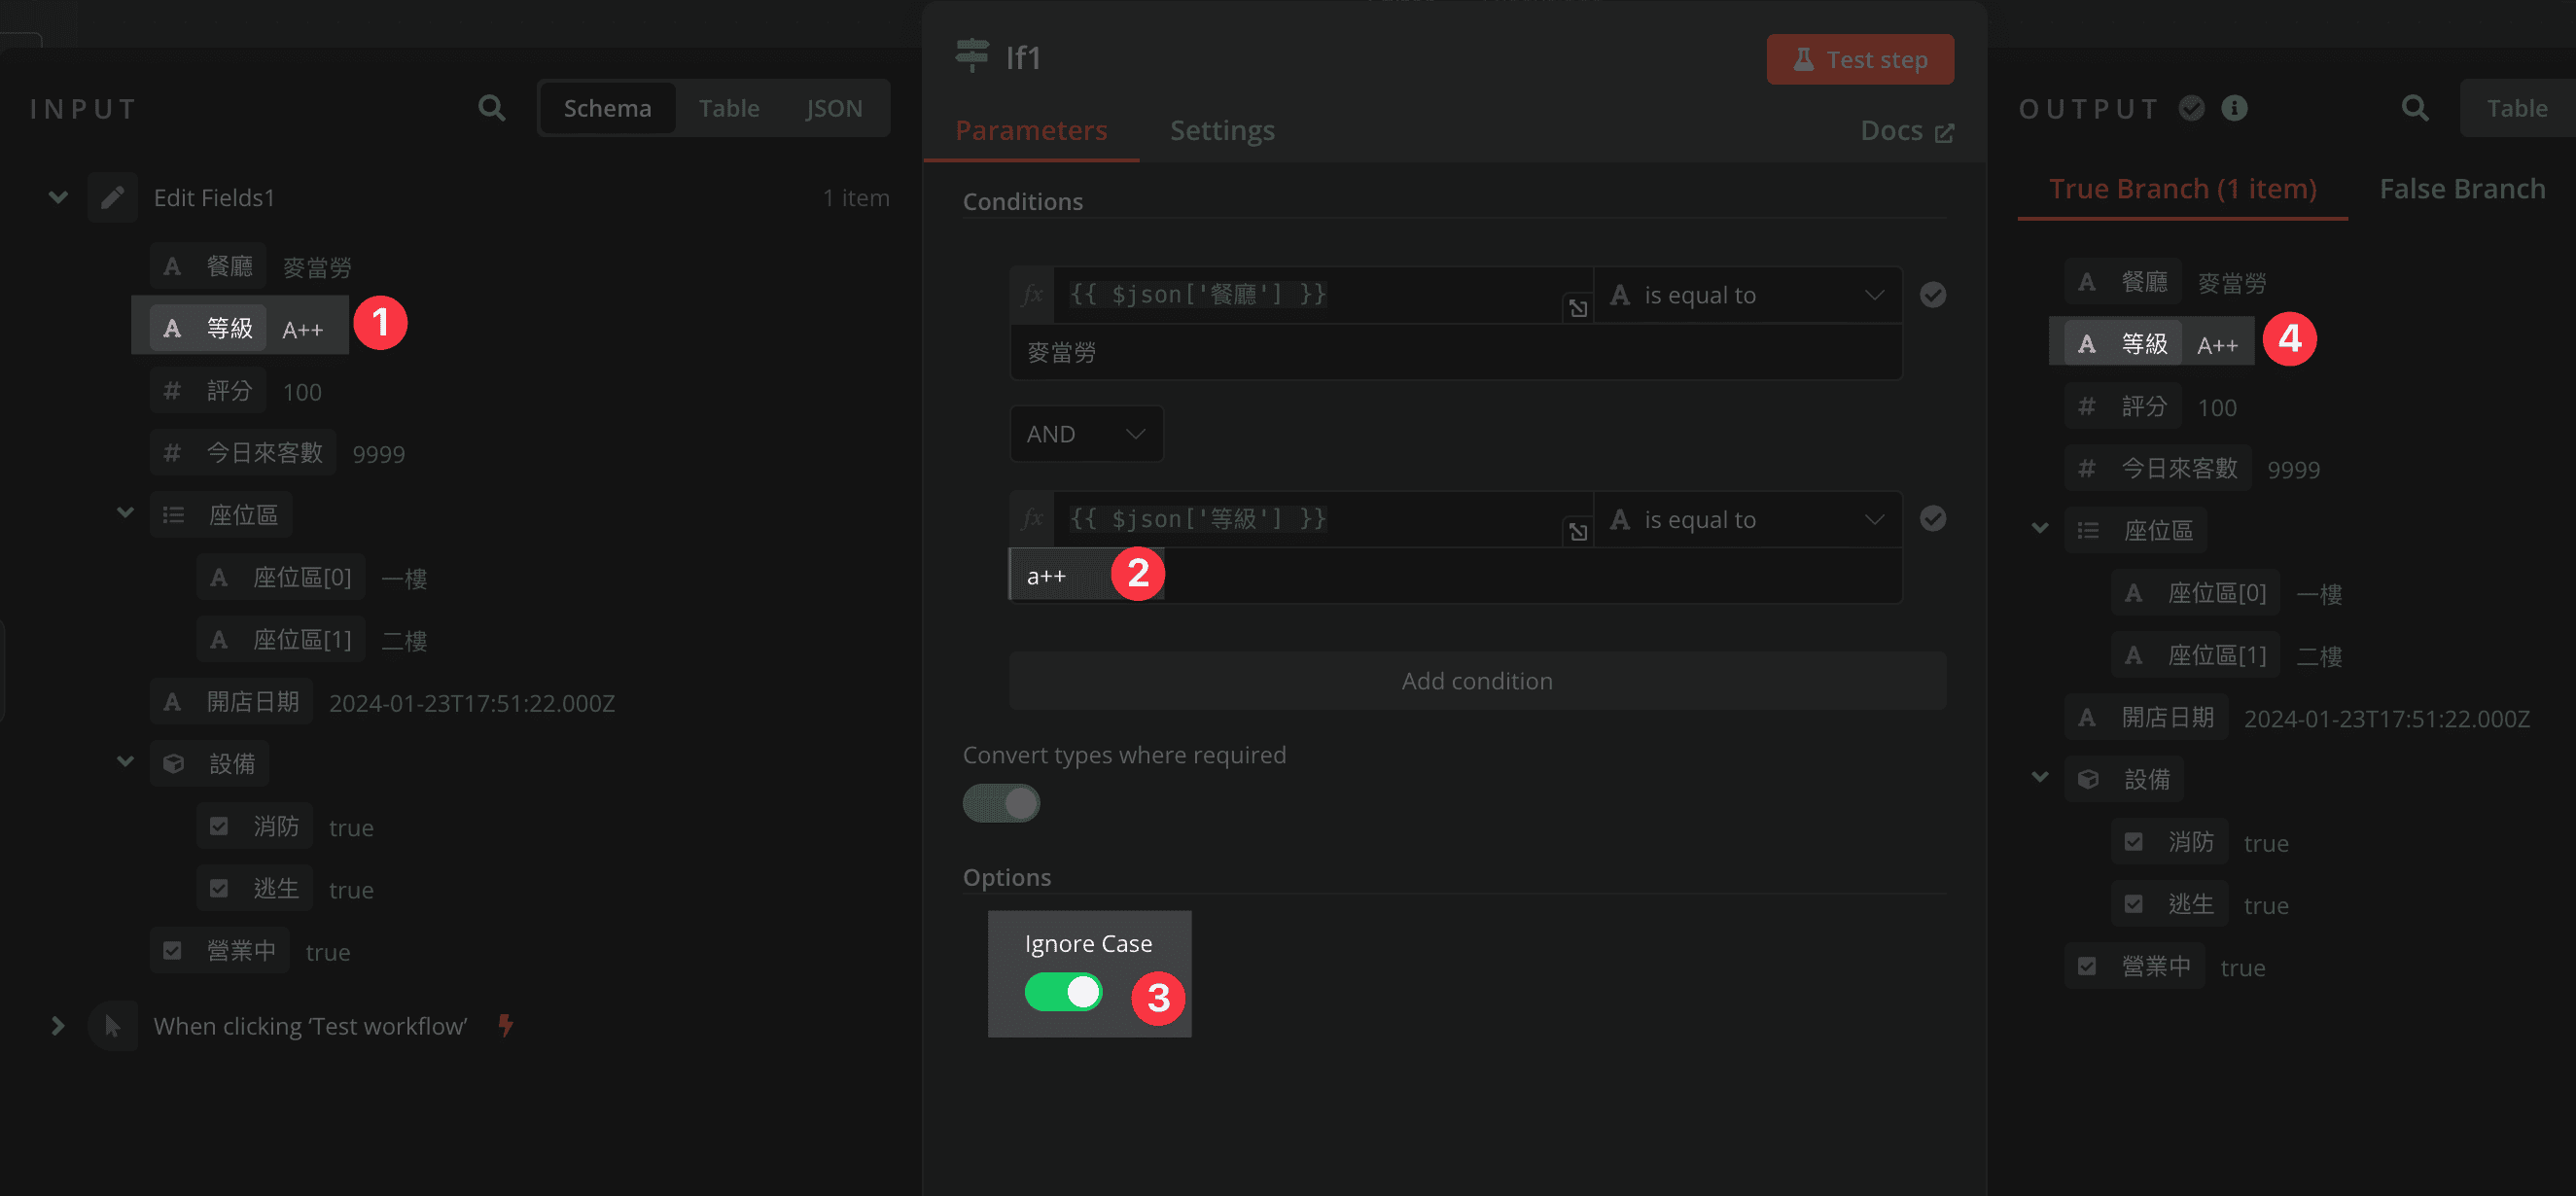 INPUT
Schema
Table
JSON
Edit Fields1
1 item
餐廳 麥當勞
等級 A++
1
評分 100
今日來客數 9999
座位區
座位區[0] 一樓
座位區[1] 二樓
開店日期 2024-01-23T17:51:22.000Z
設備
消防 true
逃生 true
營業中 true
When clicking ‘Test workflow’
If1
Test step
Parameters
Settings
Docs
Conditions
fx {{ $json['餐廳'] }}
A is equal to
麥當勞
AND
fx {{ $json['等級'] }}
A is equal to
a++
2
Add condition
Convert types where required
Options
Ignore Case
3
OUTPUT
Table
True Branch (1 item)
False Branch
餐廳 麥當勞
等級 A++
4
評分 100
今日來客數 9999
座位區
座位區[0] 一樓
座位區[1] 二樓
開店日期 2024-01-23T17:51:22.000Z
設備
消防 true
逃生 true
營業中 true